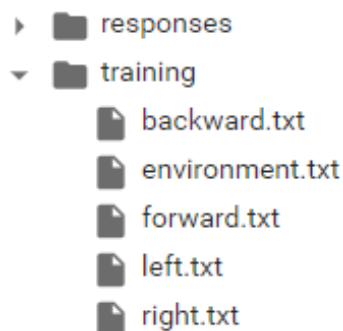 responses
training
backward.txt
environment.txt
forward.txt
left.txt
right.txt